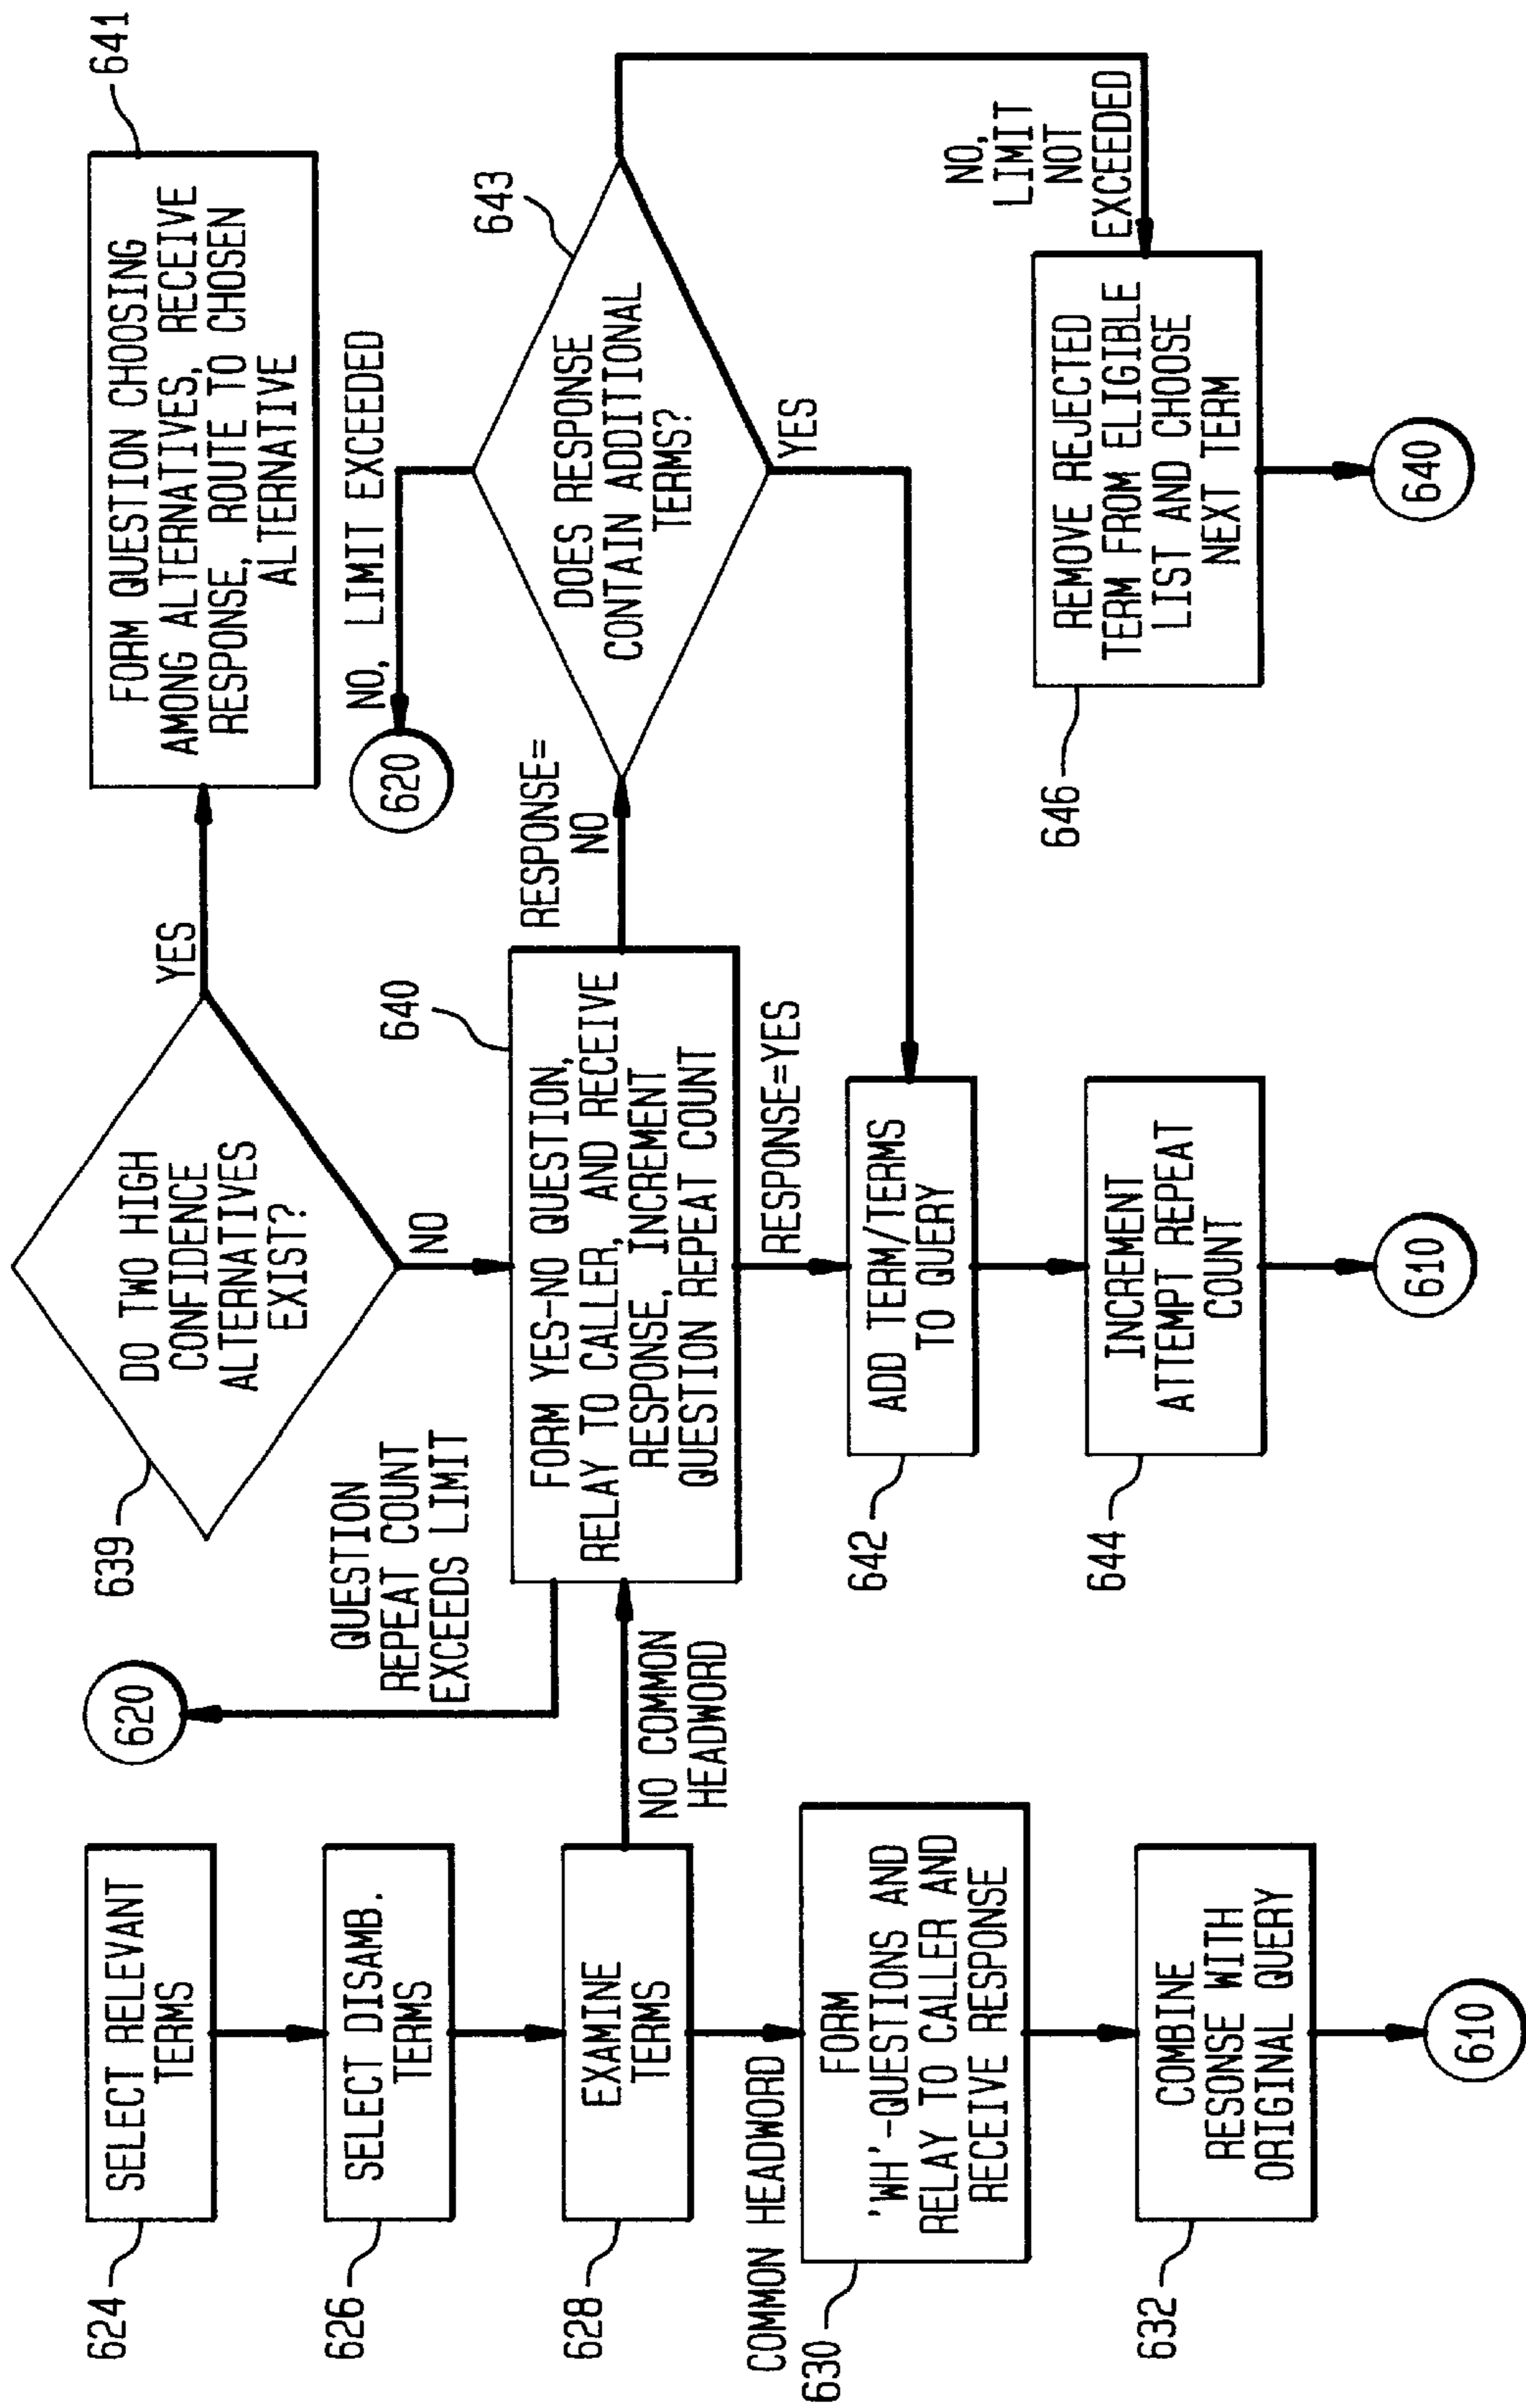 624
SELECT RELEVANT
TERMS
626
SELECT DISAMB.
TERMS
628
EXAMINE
TERMS
NO COMMON
HEADWORD
COMMON HEADWORD
630
FORM
'WH'-QUESTIONS AND
RELAY TO CALLER AND
RECEIVE RESPONSE
632
COMBINE
RESONSE WITH
ORIGINAL QUERY
610
620
QUESTION
REPEAT COUNT
EXCEEDS LIMIT
639
DO TWO HIGH
CONFIDENCE
ALTERNATIVES
EXIST?
YES
NO
641
FORM QUESTION CHOOSING
AMONG ALTERNATIVES, RECEIVE
RESPONSE, ROUTE TO CHOSEN
ALTERNATIVE
640
FORM YES-NO QUESTION,
RELAY TO CALLER, AND RECEIVE
RESPONSE, INCREMENT
QUESTION REPEAT COUNT
RESPONSE=
NO
RESPONSE=YES
642
ADD TERM/TERMS
TO QUERY
644
INCREMENT
ATTEMPT REPEAT
COUNT
610
620
NO, LIMIT EXCEEDED
643
DOES RESPONSE
CONTAIN ADDITIONAL
TERMS?
YES
NO,
LIMIT
NOT
EXCEEDED
646
REMOVE REJECTED
TERM FROM ELIGIBLE
LIST AND CHOOSE
NEXT TERM
640